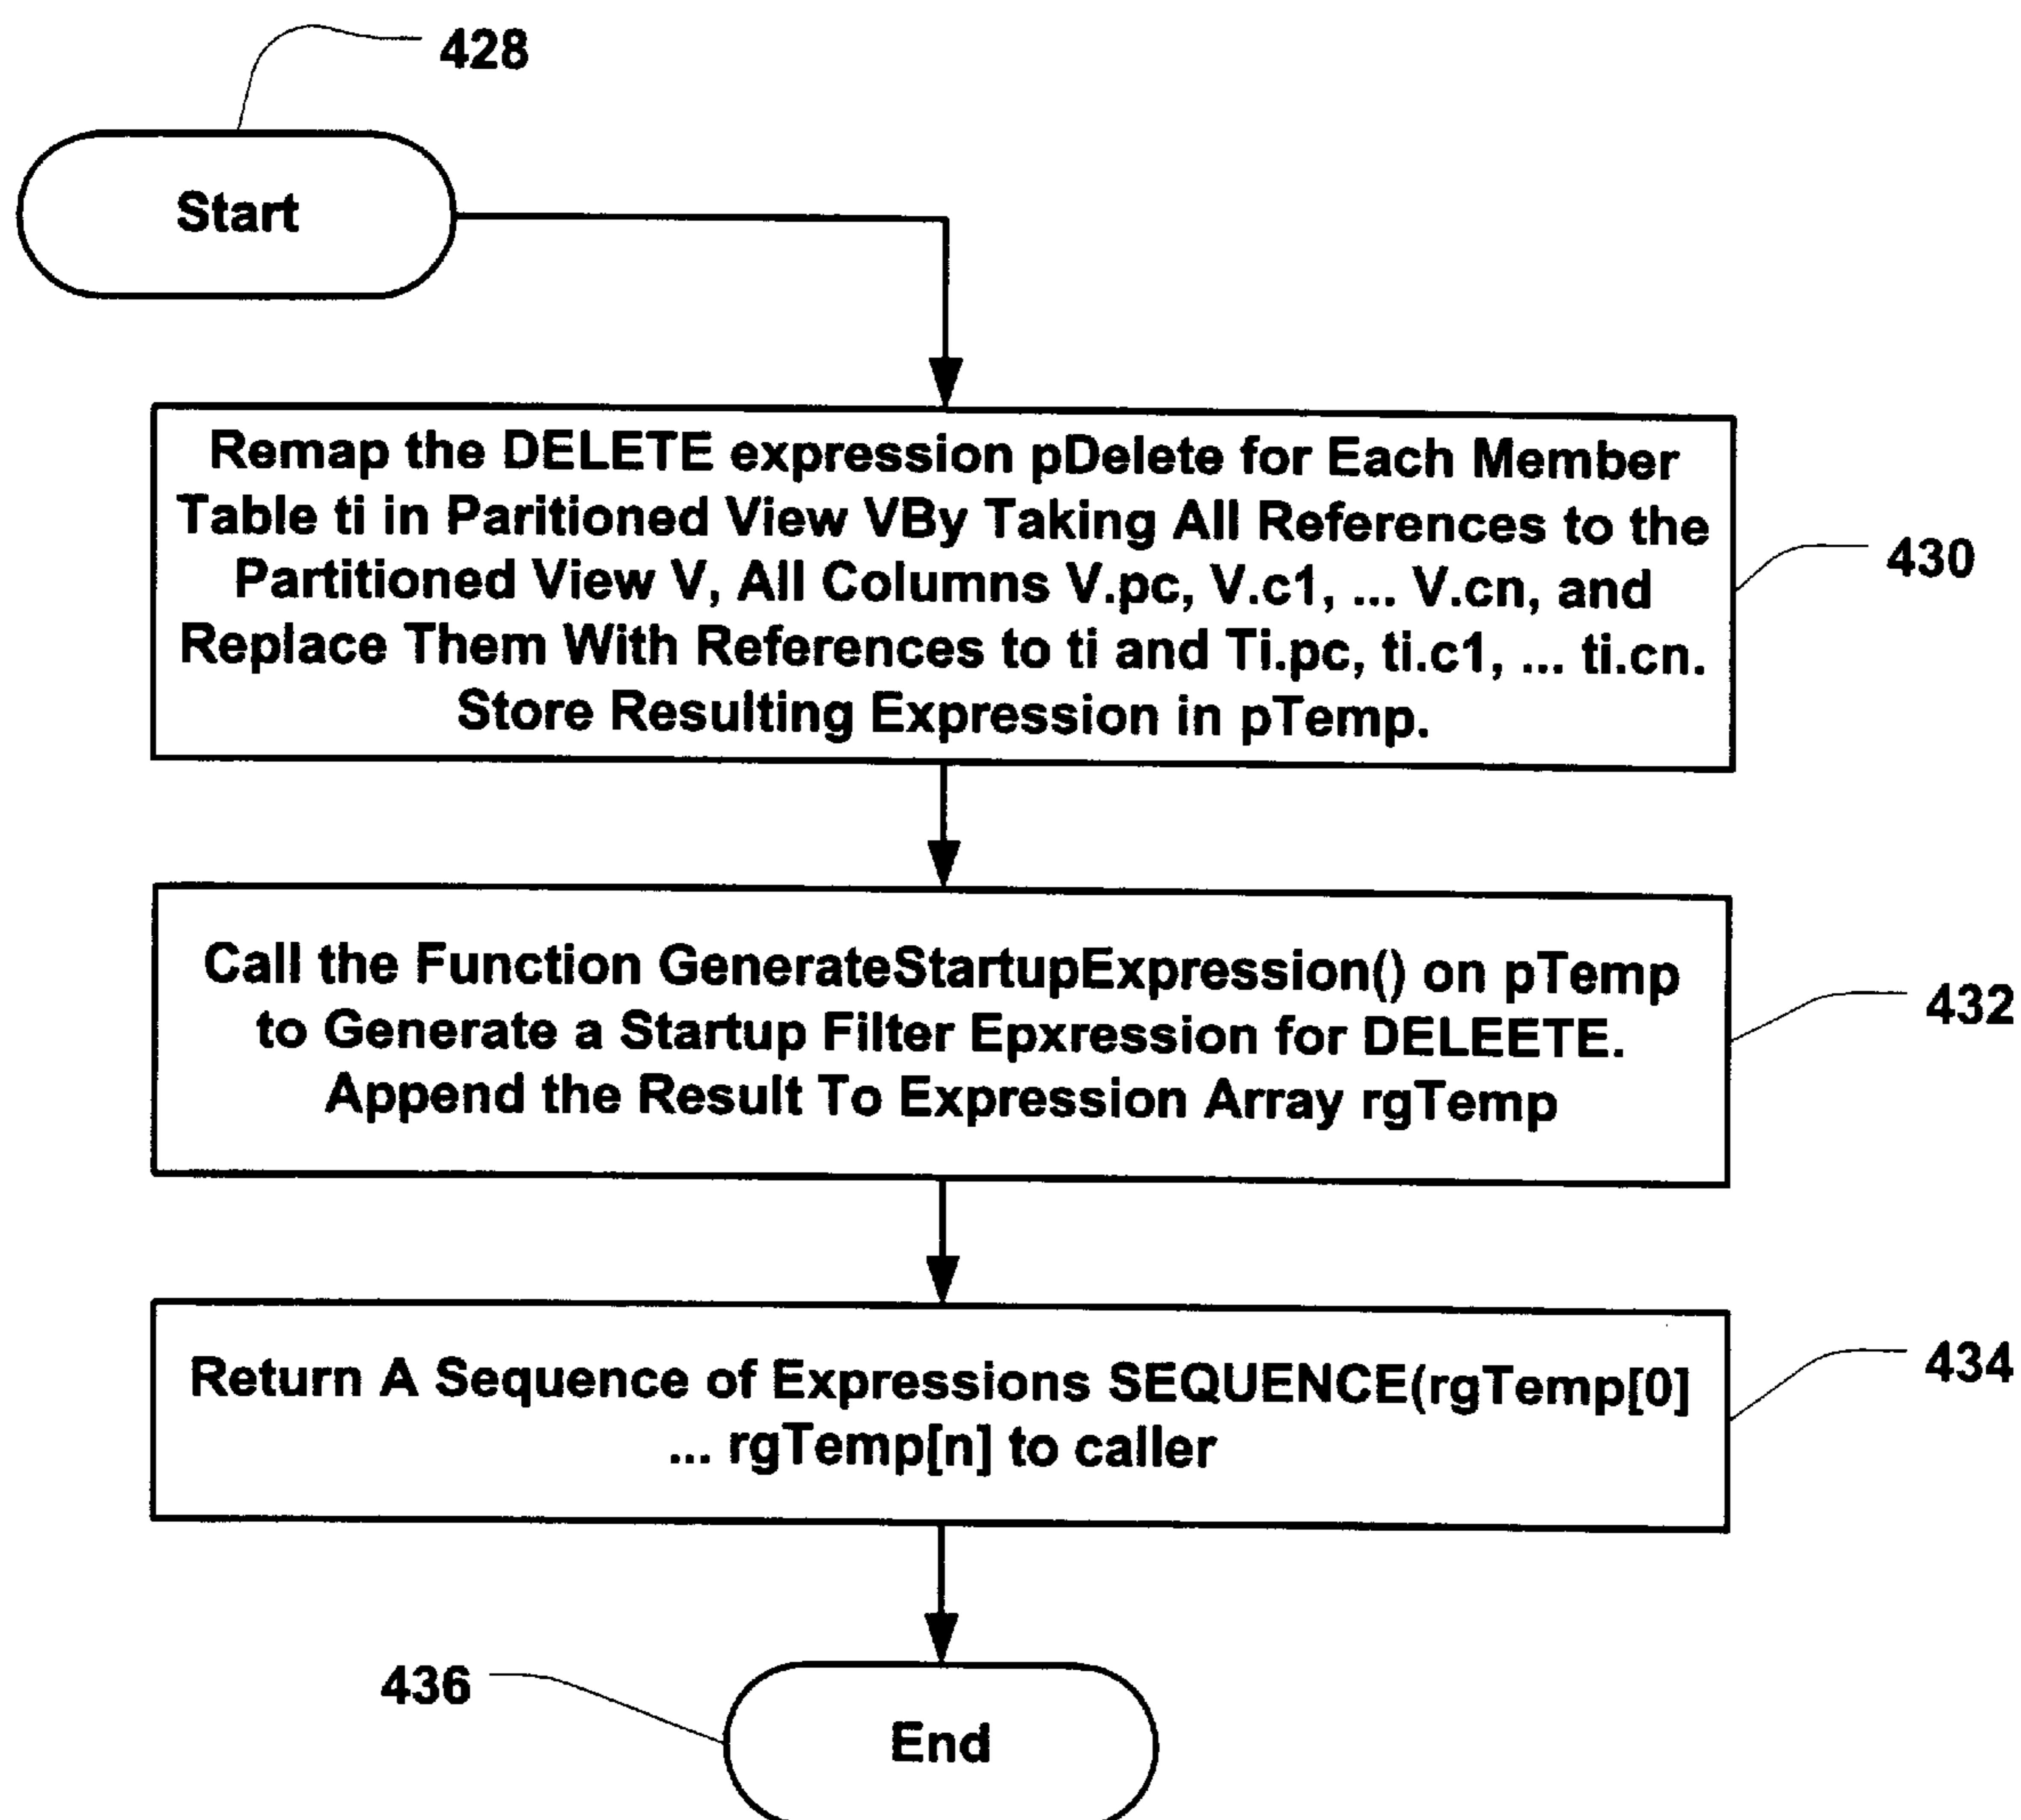 428
Start
Remap the DELETE expression pDelete for Each Member
Table ti in Paritioned View VBy Taking All References to the
Partitioned View V, All Columns V.pc, V.c1, ... V.cn, and
Replace Them With References to ti and Ti.pc, ti.c1, ... ti.cn.
Store Resulting Expression in pTemp.
430
Call the Function GenerateStartupExpression() on pTemp
to Generate a Startup Filter Epxression for DELEETE.
Append the Result To Expression Array rgTemp
432
Return A Sequence of Expressions SEQUENCE(rgTemp[0]
... rgTemp[n] to caller
434
436
End